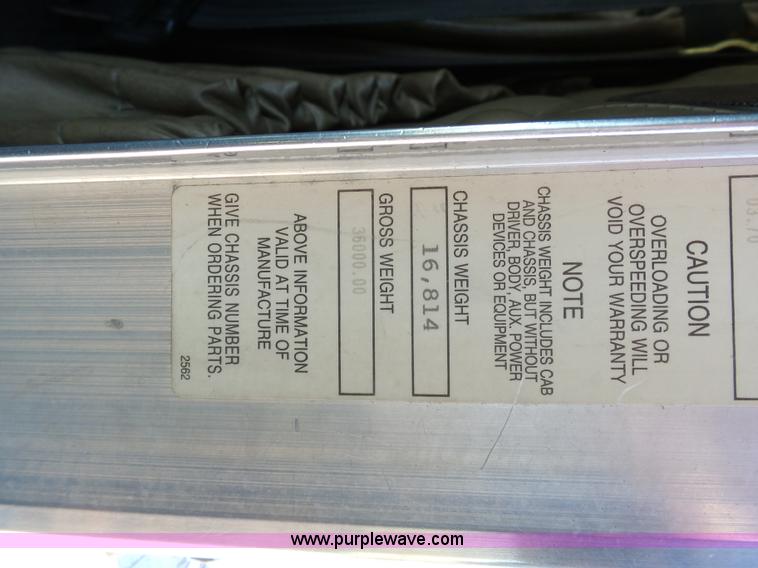 03.70
CAUTION
OVERLOADING OR
OVERSPEEDING WILL
VOID YOUR WARRANTY
NOTE
CHASSIS WEIGHT INCLUDES CAB
AND CHASSIS, BUT WITHOUT
DRIVER, BODY, AUX. POWER
DEVICES OR EQUIPMENT
CHASSIS WEIGHT
16,814
GROSS WEIGHT
36000.00
ABOVE INFORMATION
VALID AT TIME OF
MANUFACTURE
GIVE CHASSIS NUMBER
WHEN ORDERING PARTS.
2562
www.purplewave.com